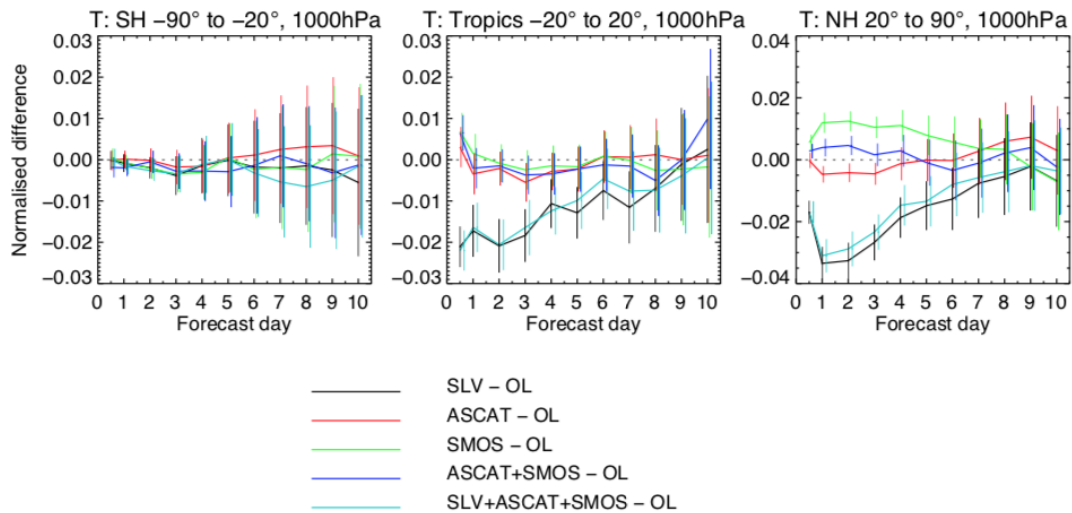 T: SH −90° to −20°, 1000hPa
T: Tropics −20° to 20°, 1000hPa
T: NH 20° to 90°, 1000hPa
Normalised difference
0.03
0.02
0.01
0.00
−0.01
−0.02
−0.03
0 1 2 3 4 5 6 7 8 9 10
Forecast day
0.03
0.02
0.01
0.00
−0.01
−0.02
−0.03
0 1 2 3 4 5 6 7 8 9 10
Forecast day
0.04
0.02
0.00
−0.02
−0.04
0 1 2 3 4 5 6 7 8 9 10
Forecast day
SLV − OL
ASCAT − OL
SMOS − OL
ASCAT+SMOS − OL
SLV+ASCAT+SMOS − OL